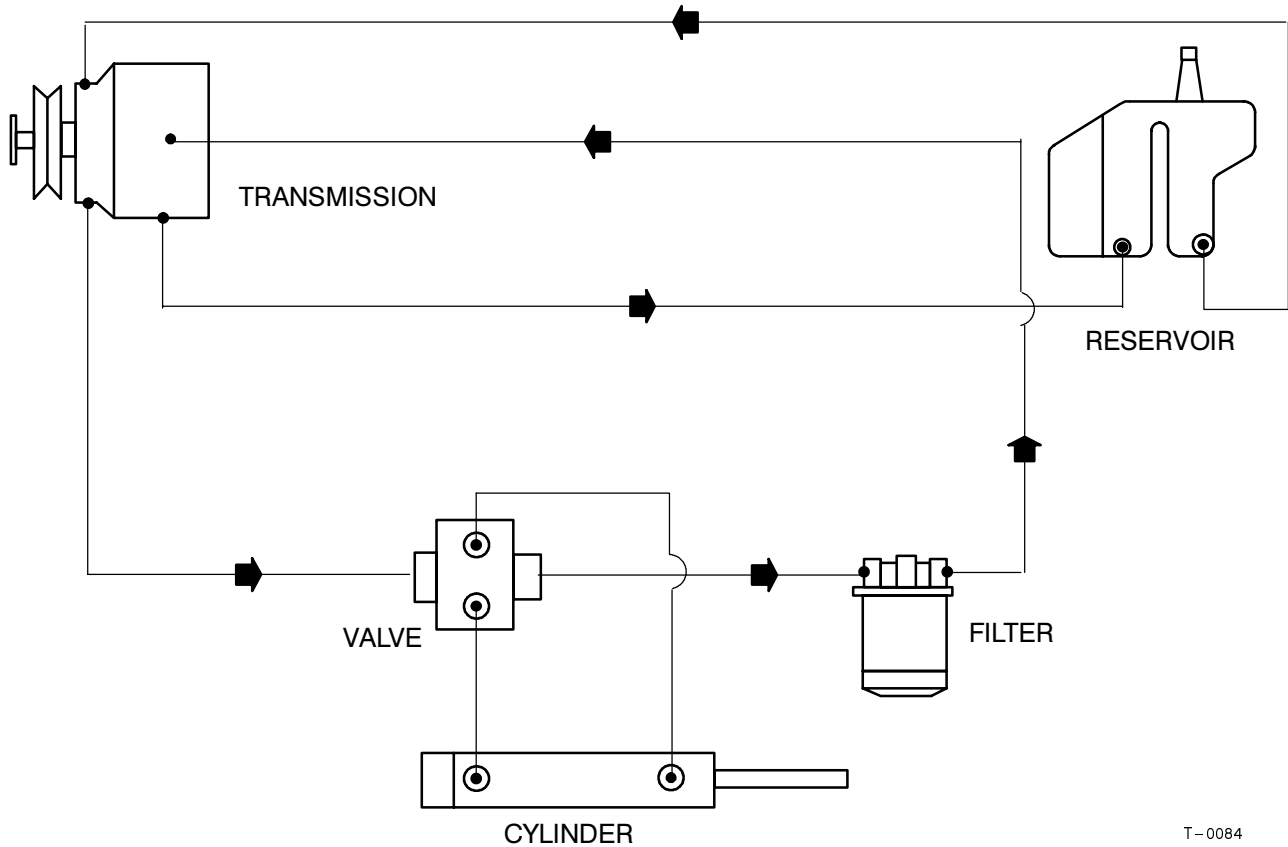 TRANSMISSION
RESERVOIR
VALVE
FILTER
CYLINDER
T-0084